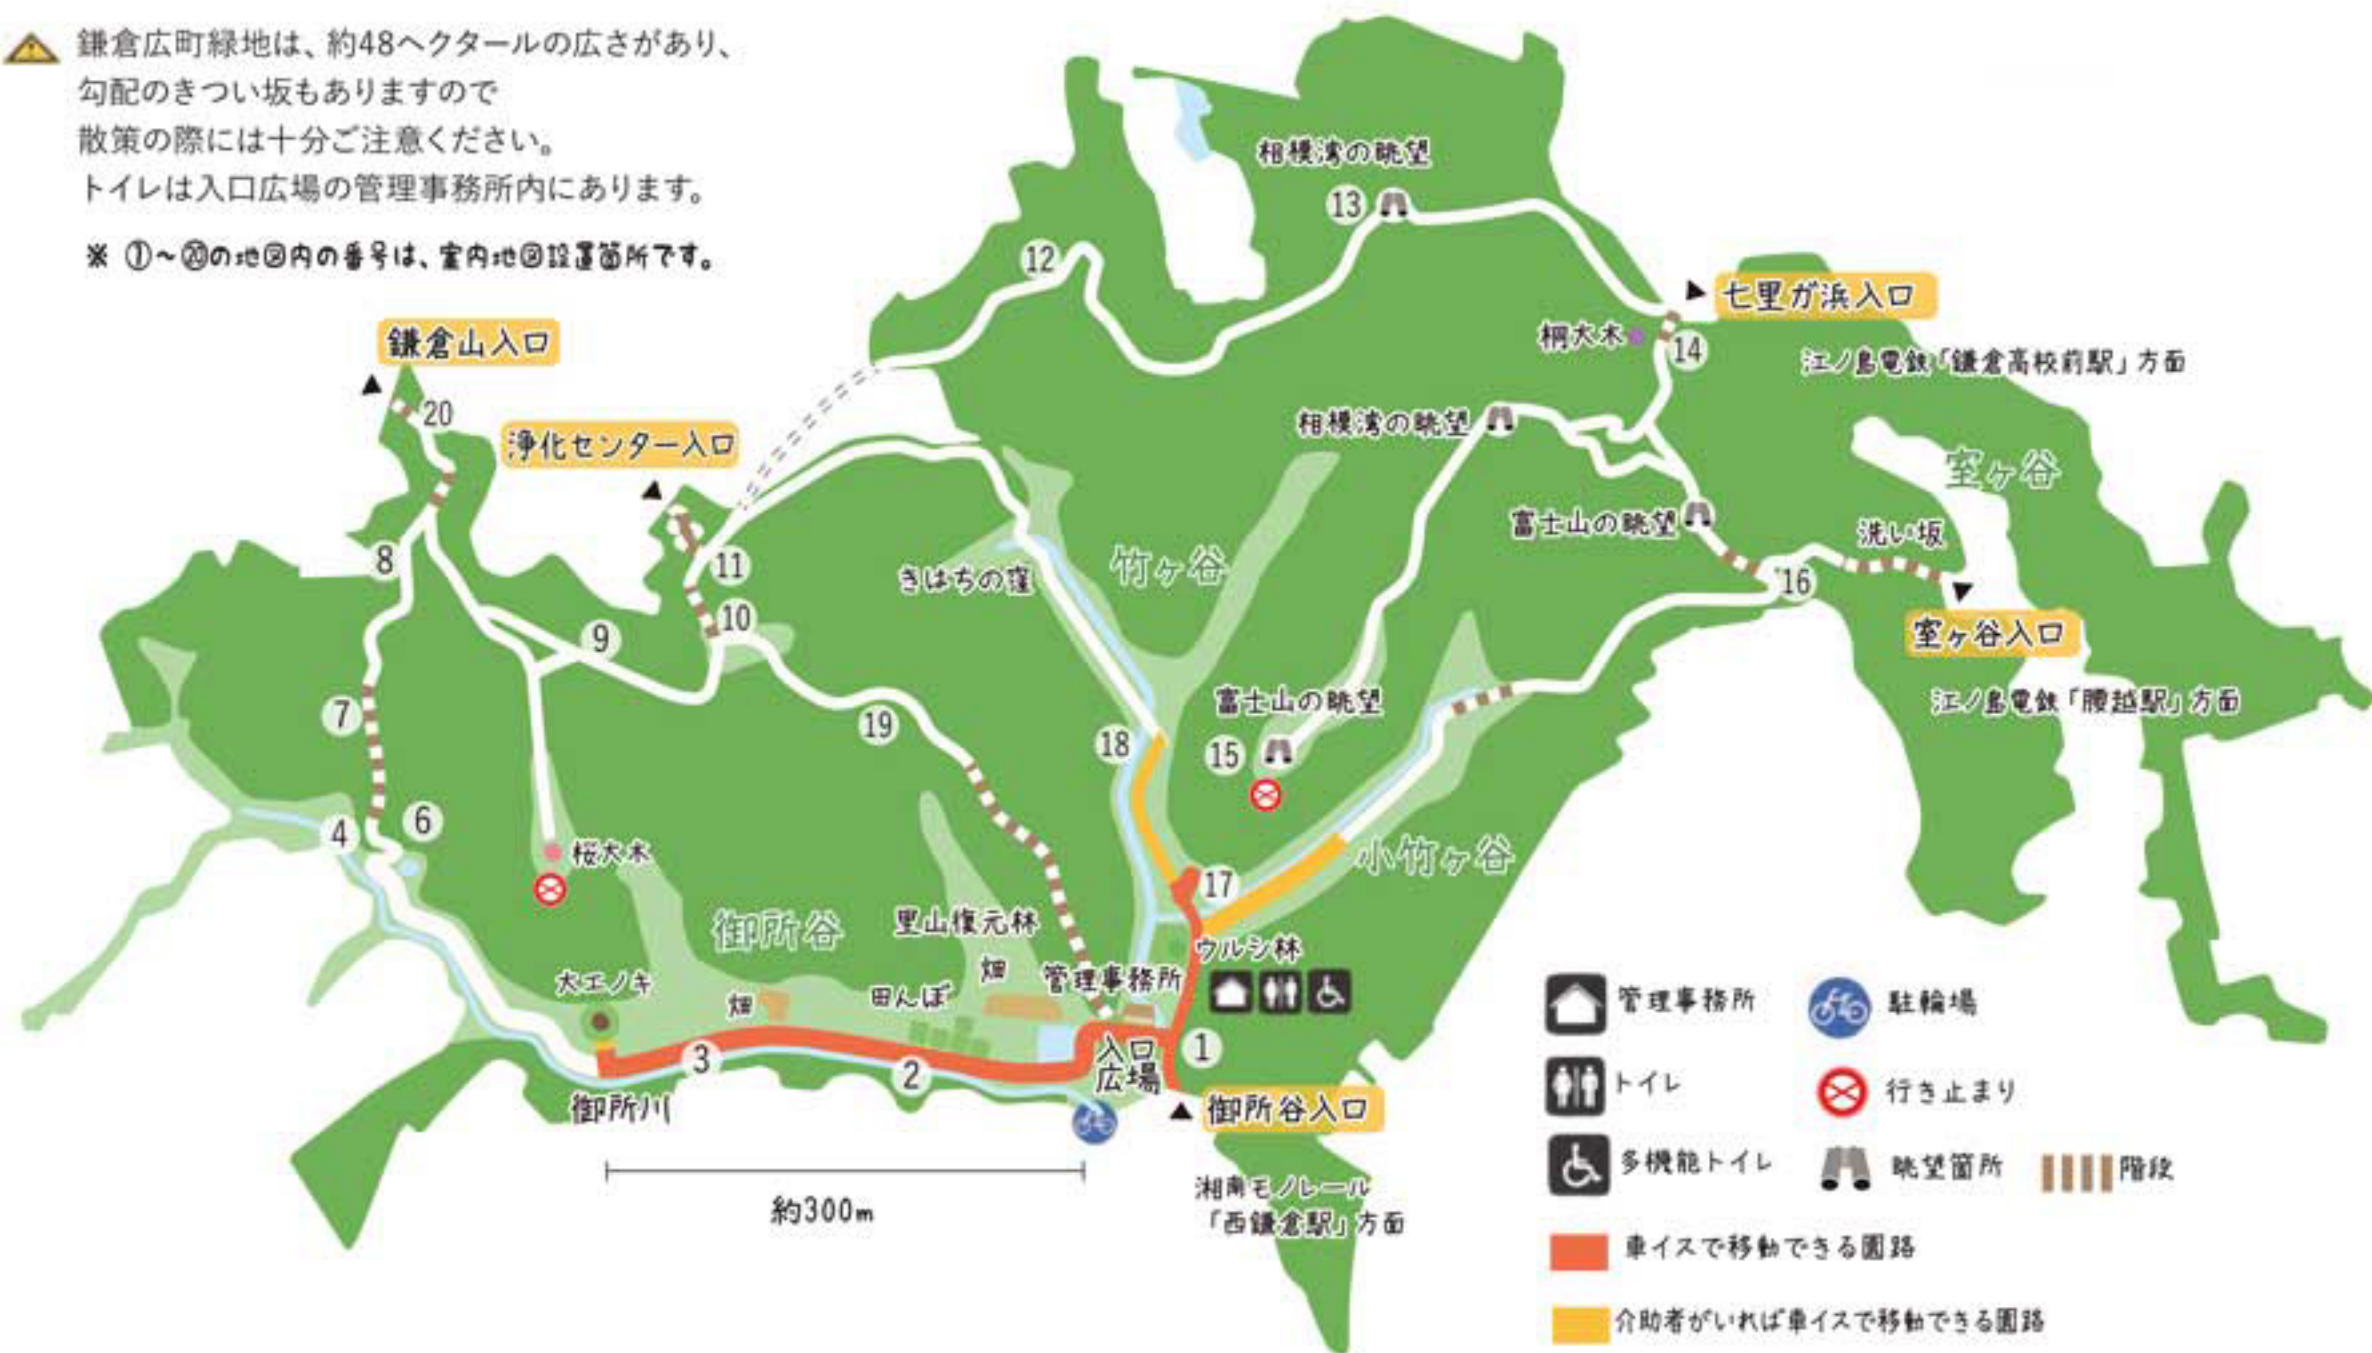 鎌倉広町緑地は、約48ヘクタールの広さがあり、
勾配のきつい坂もありますので
散策の際には十分ご注意ください。
トイレは入口広場の管理事務所内にあります。
※ ①～⑳の地図内の番号は、案内地図設置箇所です。
相模湾の眺望
13
12
七里ガ浜入口
桐大木
14
江ノ島電鉄「鎌倉高校前駅」方面
鎌倉山入口
20
浄化センター入口
相模湾の眺望
室ヶ谷
富士山の眺望
洗い坂
8
11
きはちの窪
竹ヶ谷
16
10
9
室ヶ谷入口
7
19
18
富士山の眺望
15
江ノ島電鉄「腰越駅」方面
4
6
桜大木
17
小竹ヶ谷
御所谷
里山復元林
ウルシ林
大エノキ
畑
田んぼ
畑
管理事務所
3
2
入口
広場
1
御所川
御所谷入口
約300m
湘南モノレール
「西鎌倉駅」方面
管理事務所
駐輪場
トイレ
行き止まり
多機能トイレ
眺望箇所
階段
車イスで移動できる園路
介助者がいれば車イスで移動できる園路